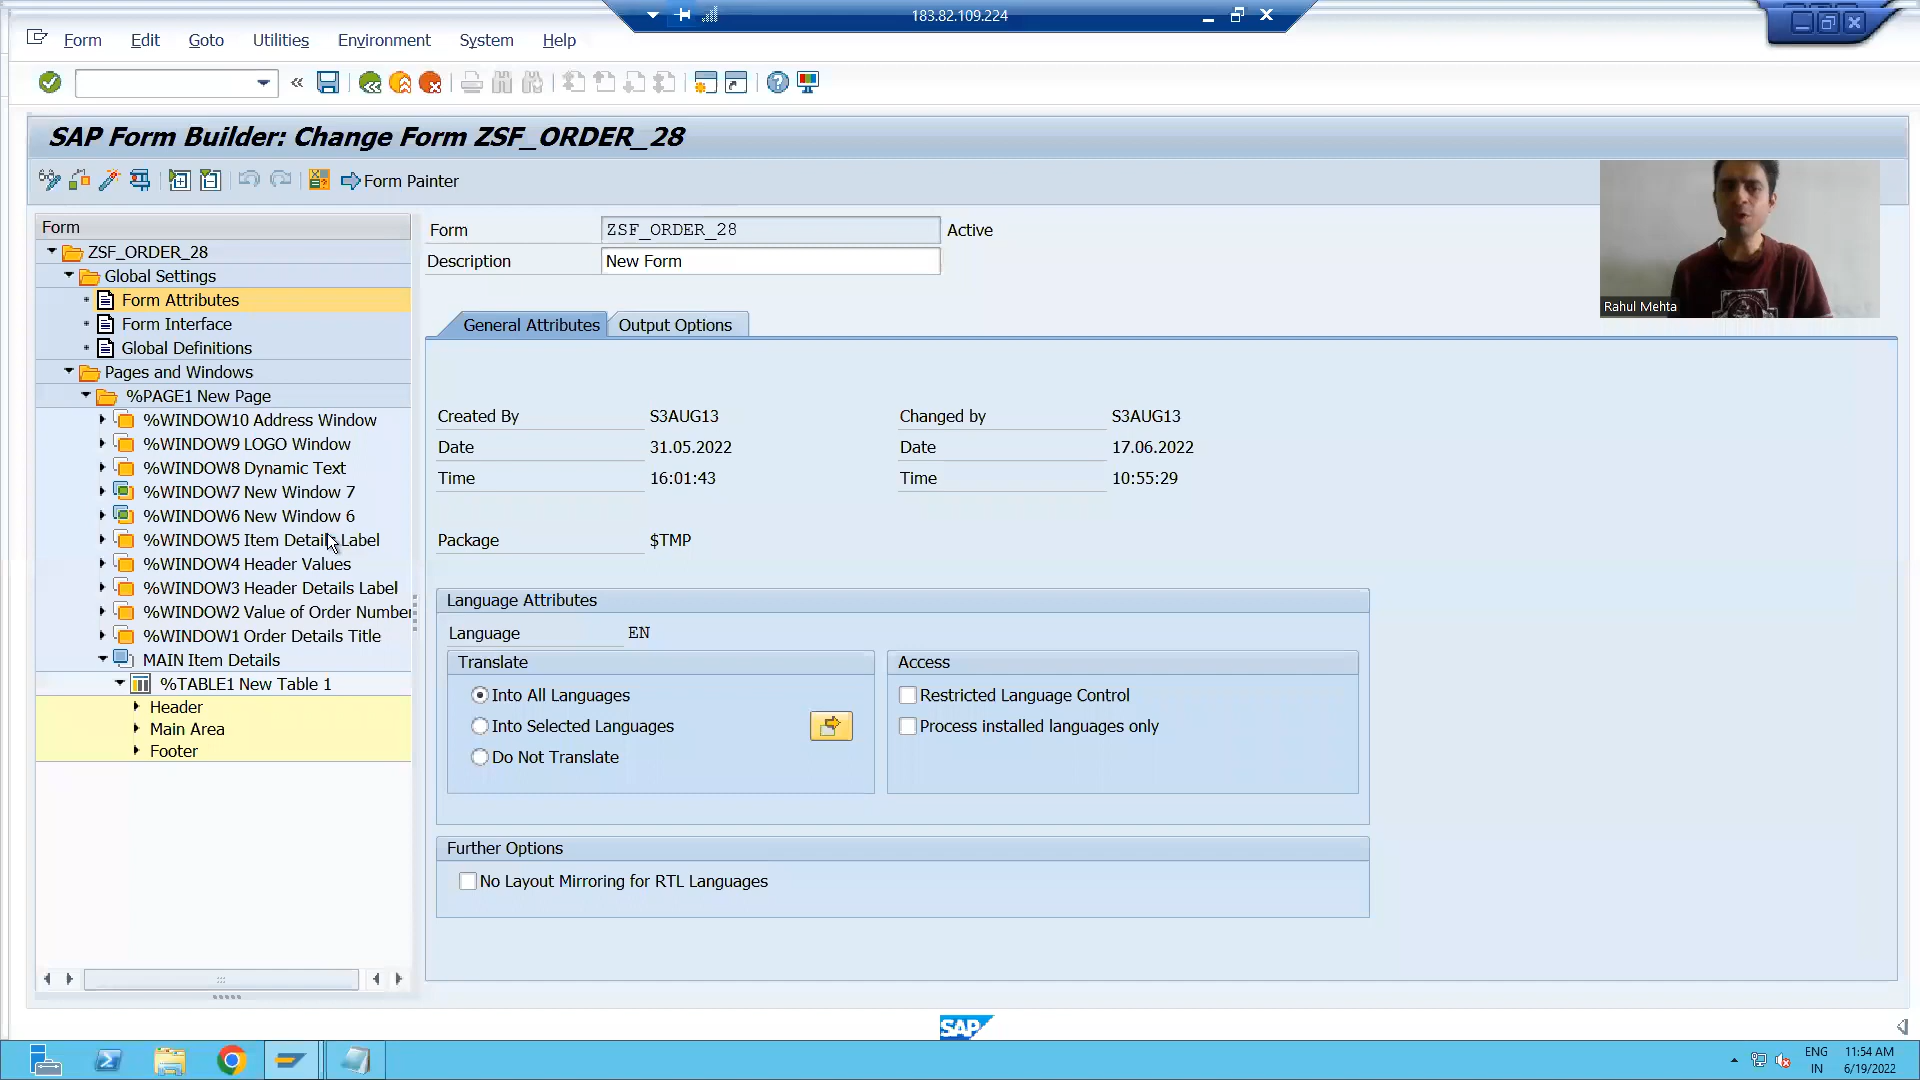 183.82.109.224
Form Edit Goto Utilities Environment System Help
SAP Form Builder: Change Form ZSF_ORDER_28
Form Painter
Form
ZSF_ORDER_28
Global Settings
Form Attributes
Form Interface
Global Definitions
Pages and Windows
%PAGE1 New Page
%WINDOW10 Address Window
%WINDOW9 LOGO Window
%WINDOW8 Dynamic Text
%WINDOW7 New Window 7
%WINDOW6 New Window 6
%WINDOW5 Item Details Label
%WINDOW4 Header Values
%WINDOW3 Header Details Label
%WINDOW2 Value of Order Number
%WINDOW1 Order Details Title
MAIN Item Details
%TABLE1 New Table 1
Header
Main Area
Footer
Form ZSF_ORDER_28 Active
Description New Form
General Attributes Output Options
Created By S3AUG13 Changed by S3AUG13
Date 31.05.2022 Date 17.06.2022
Time 16:01:43 Time 10:55:29
Package $TMP
Language Attributes
Language EN
Translate Access
Into All Languages Restricted Language Control
Into Selected Languages Process installed languages only
Do Not Translate
Further Options
No Layout Mirroring for RTL Languages
Rahul Mehta
SAP
ENG 11:54 AM
IN 6/19/2022